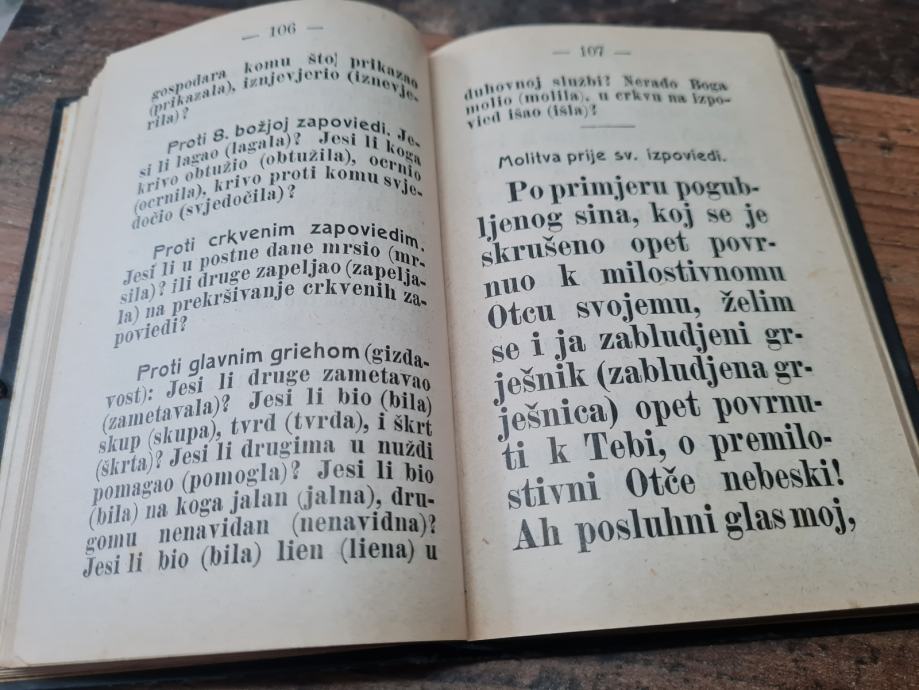 — 106 —
gospodara komu što prikazao
(prikazala), iznjevjerio (iznevje-
rila)?
Proti 8. božjoj zapoviedi. Je-
si li lagao (lagala)? Jesi li koga
krivo obtužio (obtužila), ocrnio
(ocrnila), krivo proti komu svje-
dočio (svjedočila)?
Proti crkvenim zapoviedim.
Jesi li u postne dane mrsio (mr-
sila)? ili druge zapeljao (zapelja-
la) na prekršivanje crkvenih za-
poviedi?
Proti glavnim griehom (gizda-
vost): Jesi li druge zametavao
(zametavala)? Jesi li bio (bila)
skup (skupa), tvrd (tvrda), i škrt
(škrta)? Jesi li drugima u nuždi
pomagao (pomogla)? Jesi li bio
(bila) na koga jalan (jalna), dru-
gomu nenavidan (nenavidna)?
Jesi li bio (bila) lien (liena) u
— 107 —
duhovnoj službi? Nerado Boga
molio (molila), u crkvu na izpo-
vied išao (išla)?
Molitva prije sv. izpoviedi.
Po primjeru pogub-
ljenog sina, koj se je
skrušeno opet povr-
nuo k milostivnomu
Otcu svojemu, želim
se i ja zabludjeni gr-
ješnik (zabludjena gr-
ješnica) opet povrnu-
ti k Tebi, o premilo-
stivni Otče nebeski!
Ah posluhni glas moj,